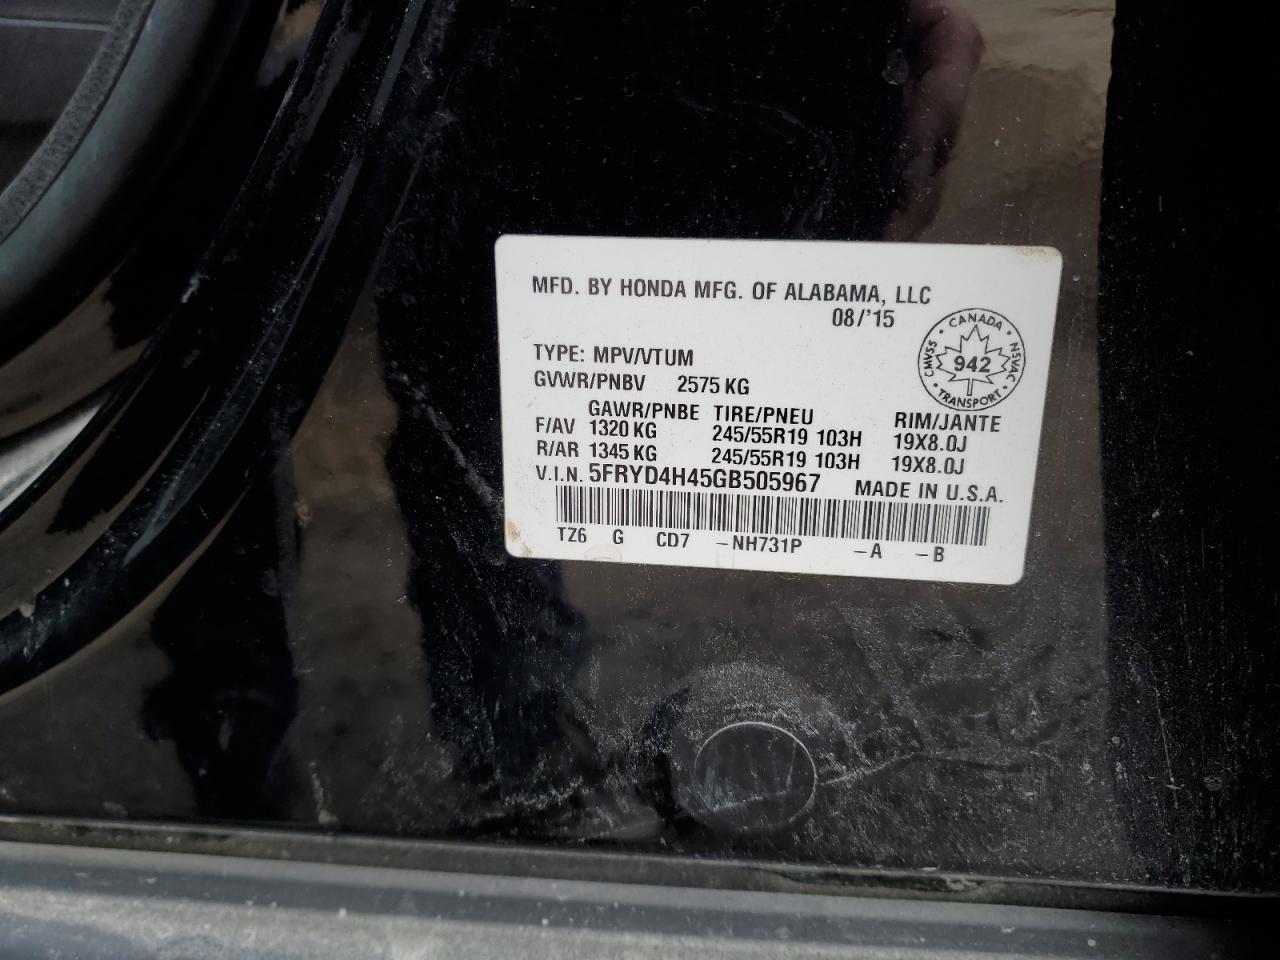 MFD. BY HONDA MFG. OF ALABAMA, LLC
08/'15
TYPE: MPV/VTUM
GVWR/PNBV 2575 KG
GAWR/PNBE TIRE/PNEU RIM/JANTE
F/AV 1320 KG 245/55R19 103H 19X8.0J
R/AR 1345 KG 245/55R19 103H 19X8.0J
V.I.N. 5FRYD4H45GB505967 MADE IN U.S.A.
TZ6 G CD7 -NH731P -A -B
CANADA
CMVSS 942 NSVAC
TRANSPORT